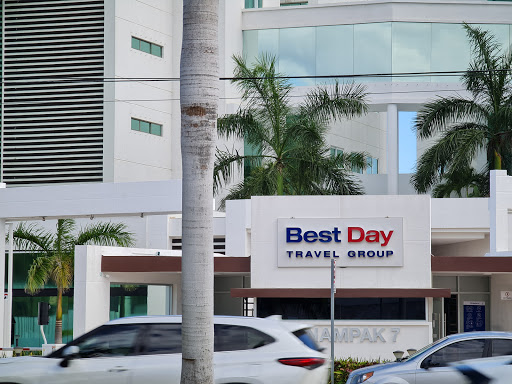 Best Day
TRAVEL GROUP
NAMPAK 7